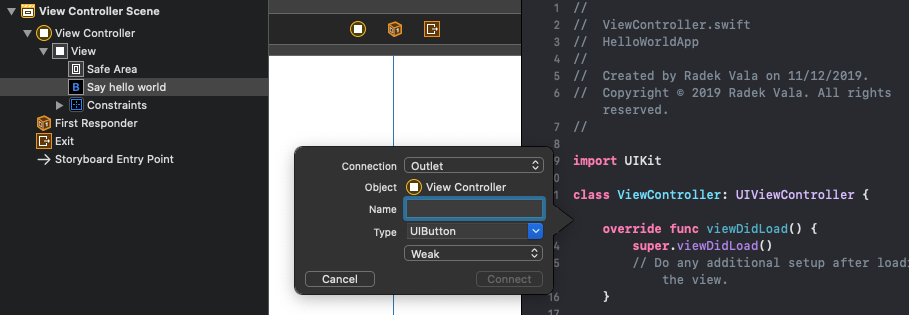 View Controller Scene
View Controller
View
Safe Area
B Say hello world
Constraints
First Responder
Exit
Storyboard Entry Point
Connection Outlet
Object View Controller
Name
Type UIButton
Weak
Cancel Connect
1 //
2 // ViewController.swift
3 // HelloWorldApp
4 //
5 // Created by Radek Vala on 11/12/2019.
6 // Copyright © 2019 Radek Vala. All rights
reserved.
7 //
8
9 import UIKit
class ViewController: UIViewController {
override func viewDidLoad() {
super.viewDidLoad()
// Do any additional setup after
the view.
16 }
17